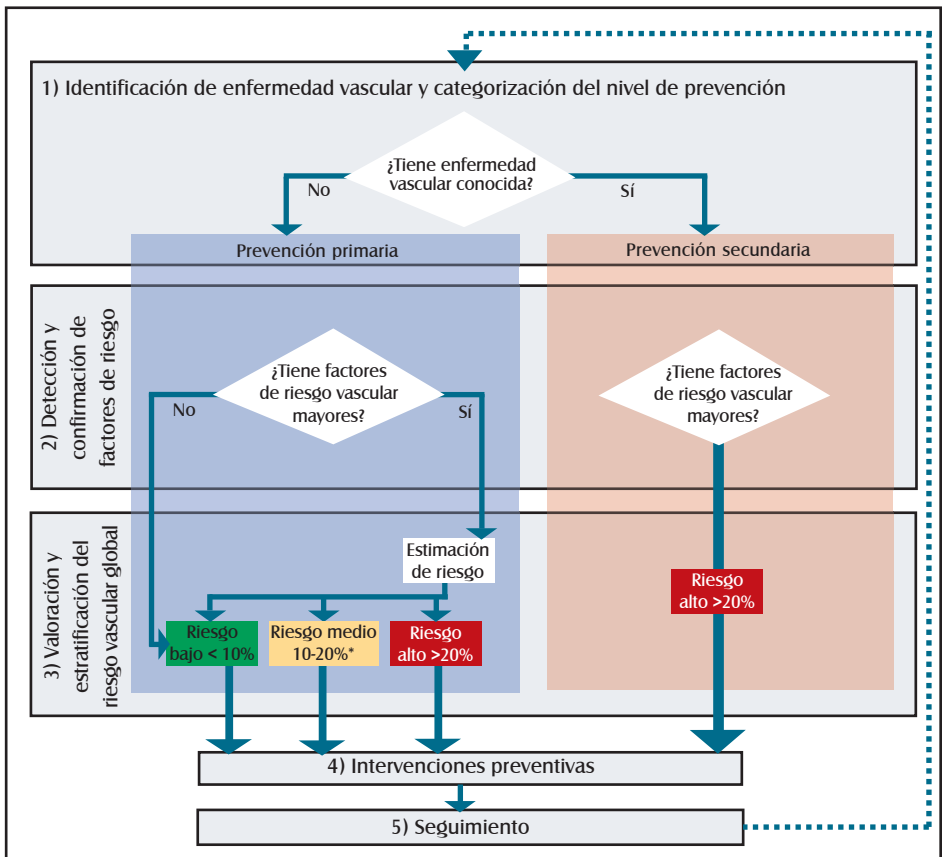 1) Identificación de enfermedad vascular y categorización del nivel de prevención
¿Tiene enfermedad
vascular conocida?
No
Sí
Prevención primaria
Prevención secundaria
2) Detección y
confirmación de
factores de riesgo
¿Tiene factores
de riesgo vascular
mayores?
No
Sí
¿Tiene factores
de riesgo vascular
mayores?
3) Valoración y
estratificación del
riesgo vascular global
Estimación
de riesgo
Riesgo
bajo < 10%
Riesgo medio
10-20%*
Riesgo
alto >20%
Riesgo
alto >20%
4) Intervenciones preventivas
5) Seguimiento